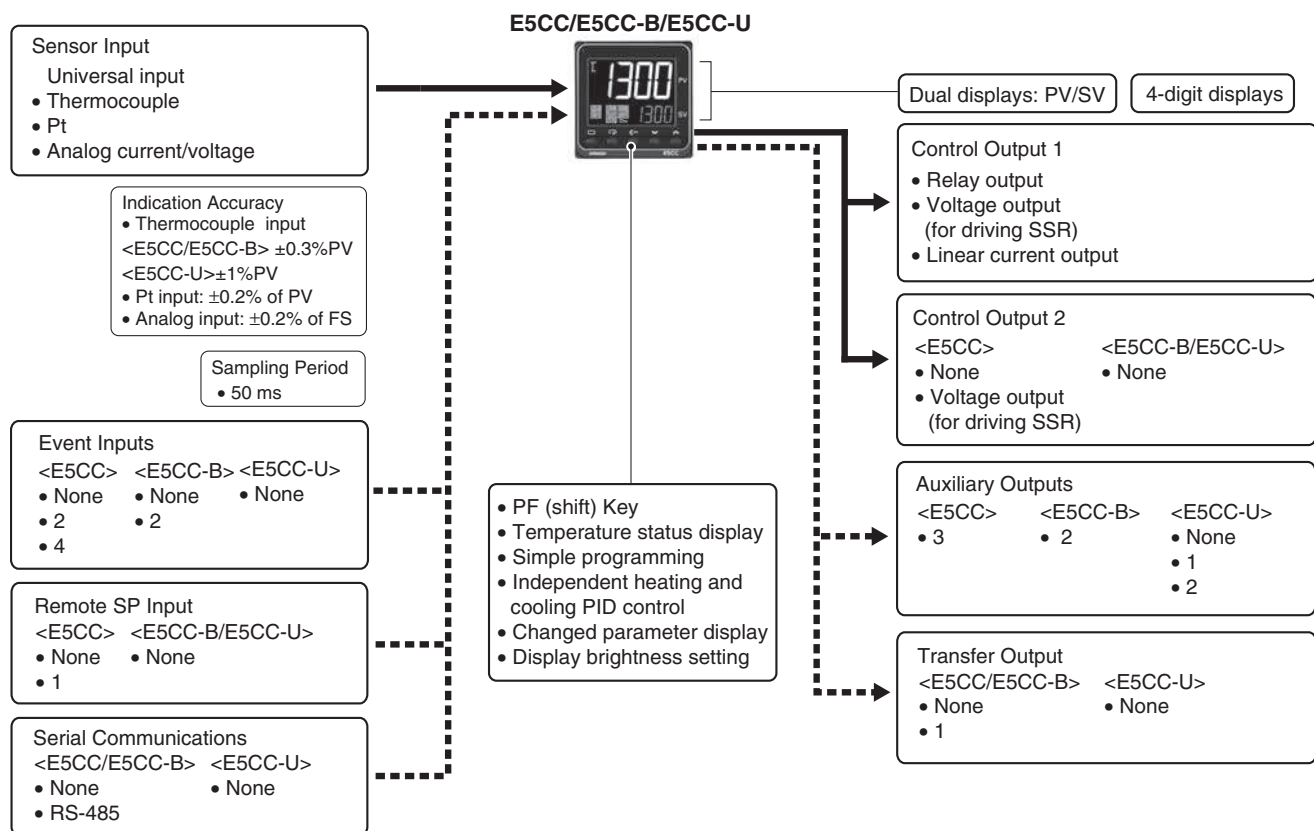 E5CC/E5CC-B/E5CC-U
Sensor Input
Universal input
• Thermocouple
• Pt
• Analog current/voltage
Indication Accuracy
• Thermocouple input
<E5CC/E5CC-B> ±0.3%PV
<E5CC-U>±1%PV
• Pt input: ±0.2% of PV
• Analog input: ±0.2% of FS
Sampling Period
• 50 ms
Event Inputs
<E5CC> <E5CC-B> <E5CC-U>
• None • None • None
• 2 • 2
• 4
Remote SP Input
<E5CC> <E5CC-B/E5CC-U>
• None • None
• 1
Serial Communications
<E5CC/E5CC-B> <E5CC-U>
• None • None
• RS-485
1300 PV
1300 SV
E5CC
• PF (shift) Key
• Temperature status display
• Simple programming
• Independent heating and
cooling PID control
• Changed parameter display
• Display brightness setting
Dual displays: PV/SV
4-digit displays
Control Output 1
• Relay output
• Voltage output
(for driving SSR)
• Linear current output
Control Output 2
<E5CC> <E5CC-B/E5CC-U>
• None • None
• Voltage output
(for driving SSR)
Auxiliary Outputs
<E5CC> <E5CC-B> <E5CC-U>
• 3 • 2 • None
• 1
• 2
Transfer Output
<E5CC/E5CC-B> <E5CC-U>
• None • None
• 1